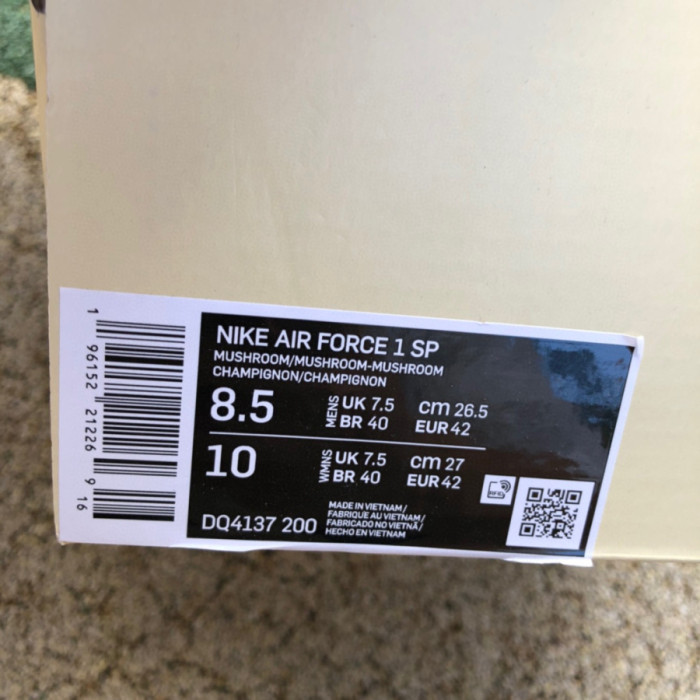 NIKE AIR FORCE 1 SP
MUSHROOM/MUSHROOM-MUSHROOM
CHAMPIGNON/CHAMPIGNON
8.5 MENS UK 7.5 cm 26.5
BR 40 EUR 42
10 WMNS UK 7.5 cm 27
BR 40 EUR 42
DQ4137 200
MADE IN VIETNAM/
FABRIQUE AU VIETNAM/
FABRICADO NO VIETNÃ/
HECHO EN VIETNAM
1 96152 21226 9 16